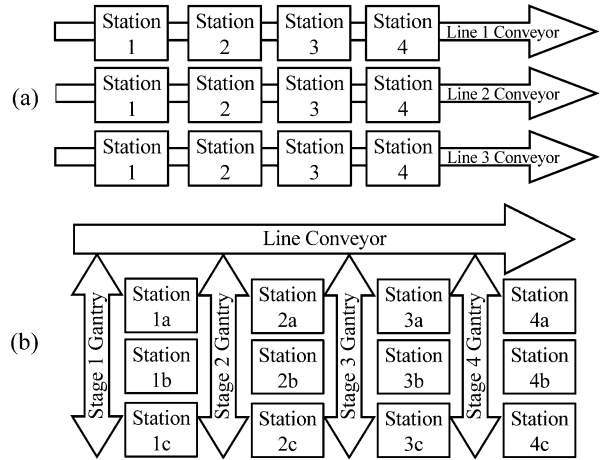 (a)
Station 1
Station 2
Station 3
Station 4
Line 1 Conveyor
Station 1
Station 2
Station 3
Station 4
Line 2 Conveyor
Station 1
Station 2
Station 3
Station 4
Line 3 Conveyor
(b)
Line Conveyor
Stage 1 Gantry
Station 1a
Station 1b
Station 1c
Stage 2 Gantry
Station 2a
Station 2b
Station 2c
Stage 3 Gantry
Station 3a
Station 3b
Station 3c
Stage 4 Gantry
Station 4a
Station 4b
Station 4c